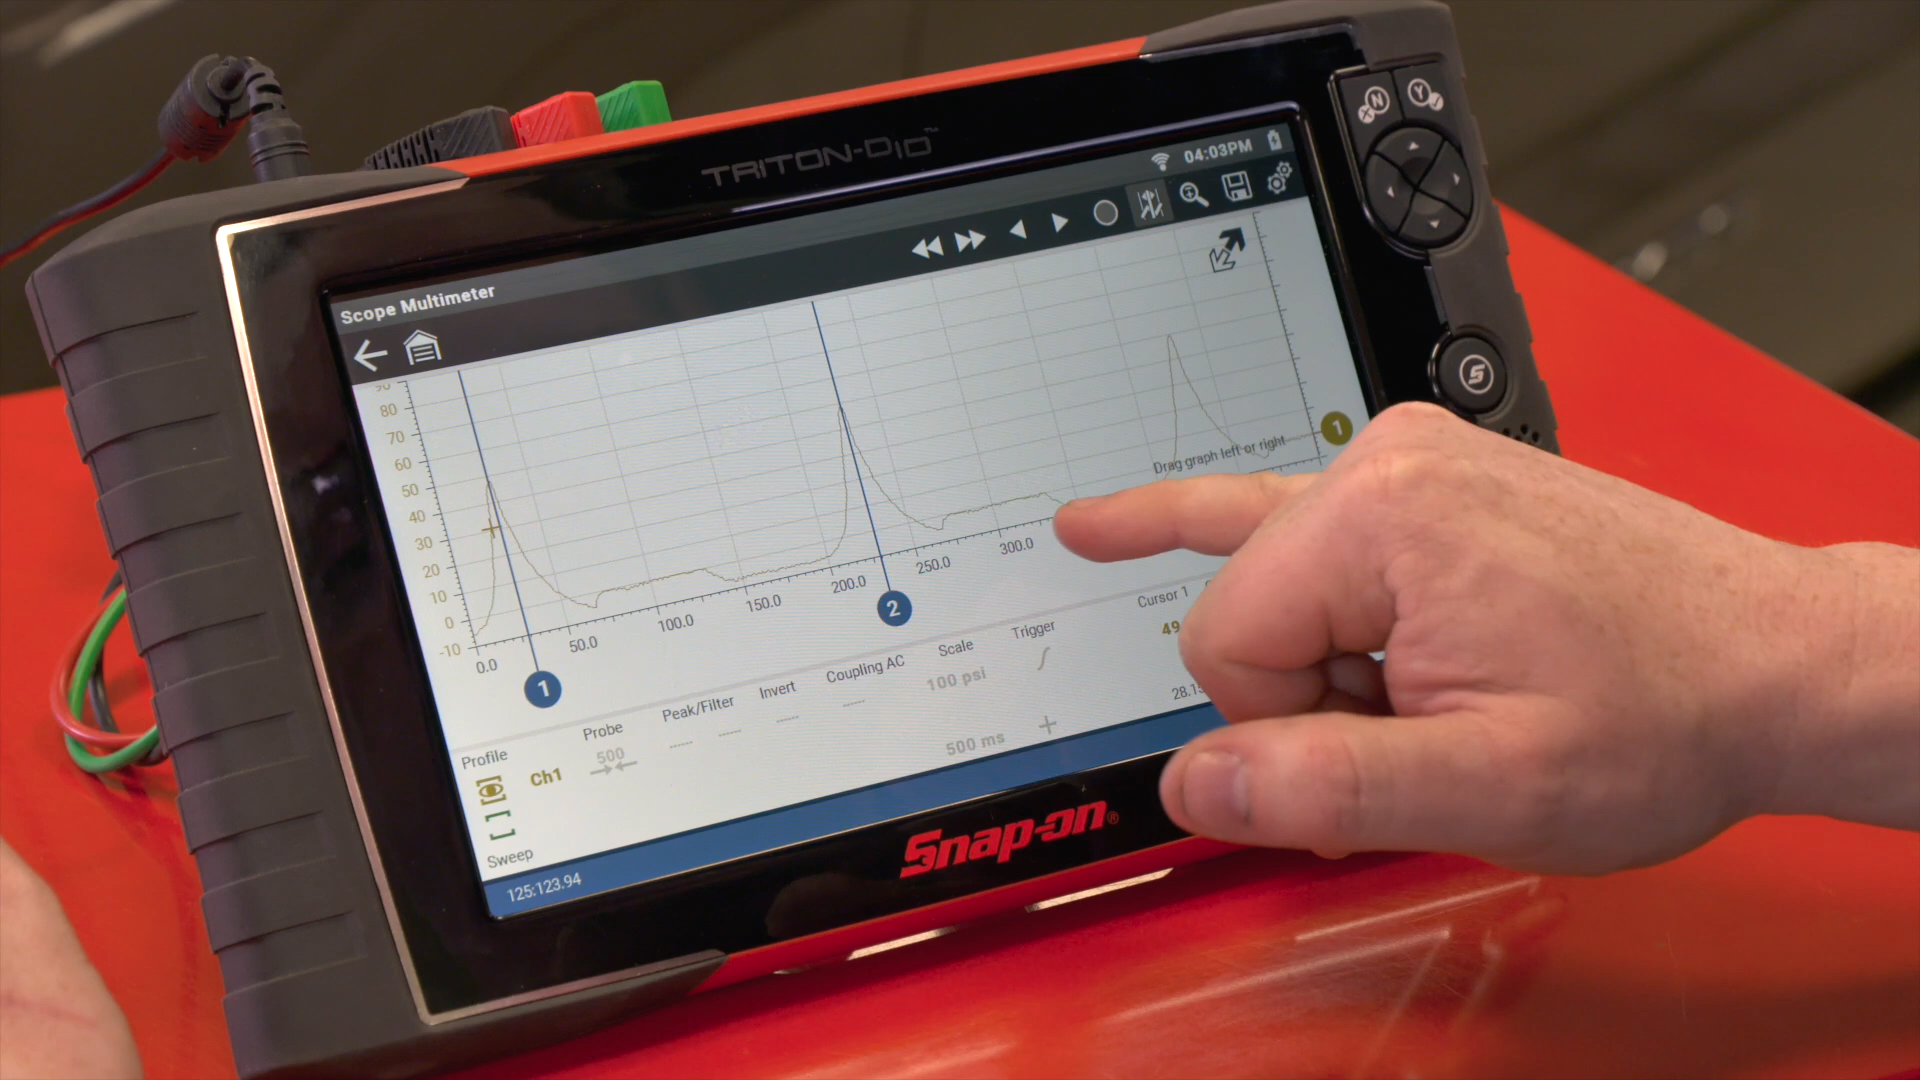 TRITON-D10™
N
X
Y
04:03PM
Scope Multimeter
90
80
70
60
50
40
30
20
10
0
-10
0.0
50.0
100.0
150.0
200.0
250.0
300.0
Drag graph left or right
1
1
2
S
Profile
Probe
Peak/Filter
Invert
Coupling AC
Scale
Trigger
Cursor 1
Ch1
500
-----
-----
-----
-----
100 psi
49
28.15
500 ms
Sweep
125:123.94
Snap-on®